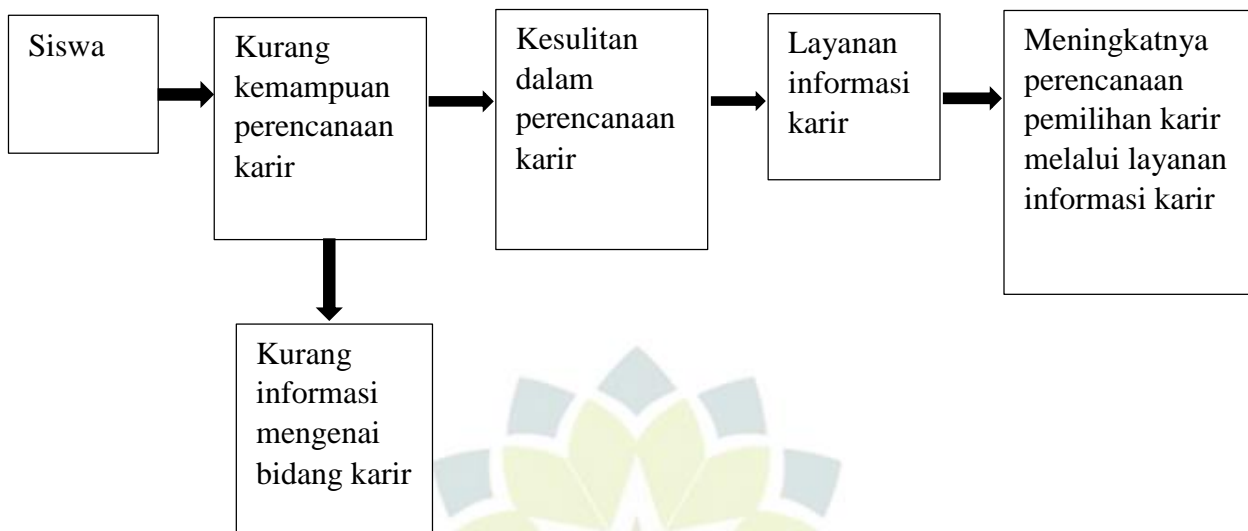 Siswa
Kurang
kemampuan
perencanaan
karir
Kesulitan
dalam
perencanaan
karir
Layanan
informasi
karir
Meningkatnya
perencanaan
pemilihan karir
melalui layanan
informasi karir
Kurang
informasi
mengenai
bidang karir